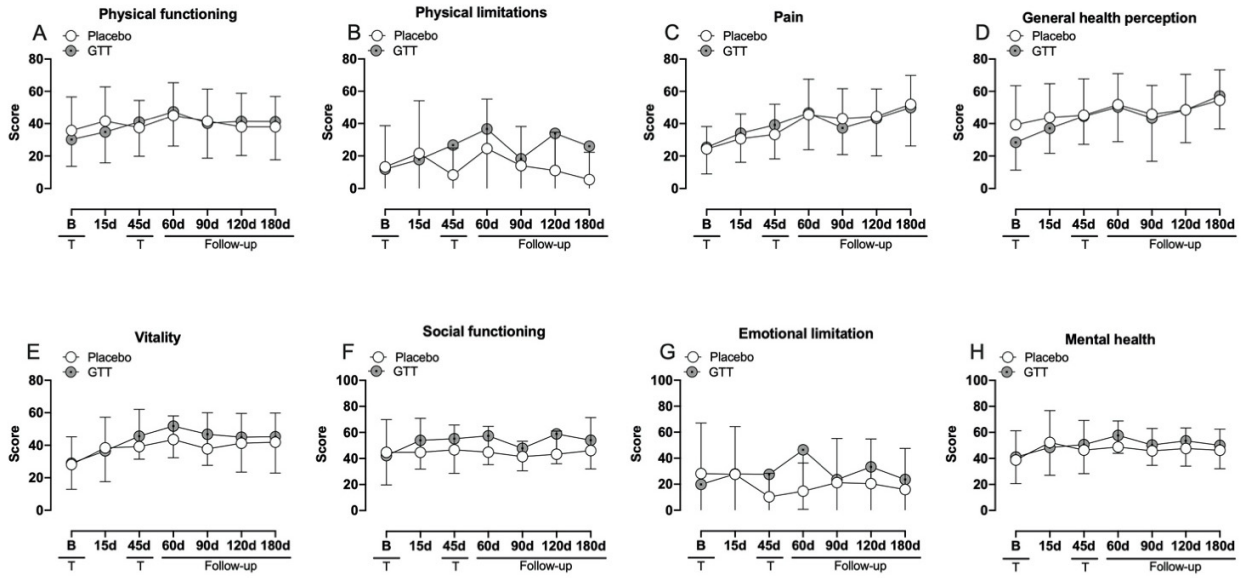 Physical functioning
A
Placebo
GTT
80
60
40
20
0
Score
B 15d 45d 60d 90d 120d 180d
T T Follow-up
Physical limitations
B
Placebo
GTT
80
60
40
20
0
Score
B 15d 45d 60d 90d 120d 180d
T T Follow-up
Pain
C
Placebo
GTT
80
60
40
20
0
Score
B 15d 45d 60d 90d 120d 180d
T T Follow-up
General health perception
D
Placebo
GTT
80
60
40
20
0
Score
B 15d 45d 60d 90d 120d 180d
T T Follow-up
Vitality
E
Placebo
GTT
80
60
40
20
0
Score
B 15d 45d 60d 90d 120d 180d
T T Follow-up
Social functioning
F
Placebo
GTT
100
80
60
40
20
0
Score
B 15d 45d 60d 90d 120d 180d
T T Follow-up
Emotional limitation
G
Placebo
GTT
100
80
60
40
20
0
Score
B 15d 45d 60d 90d 120d 180d
T T Follow-up
Mental health
H
Placebo
GTT
100
80
60
40
20
0
Score
B 15d 45d 60d 90d 120d 180d
T T Follow-up